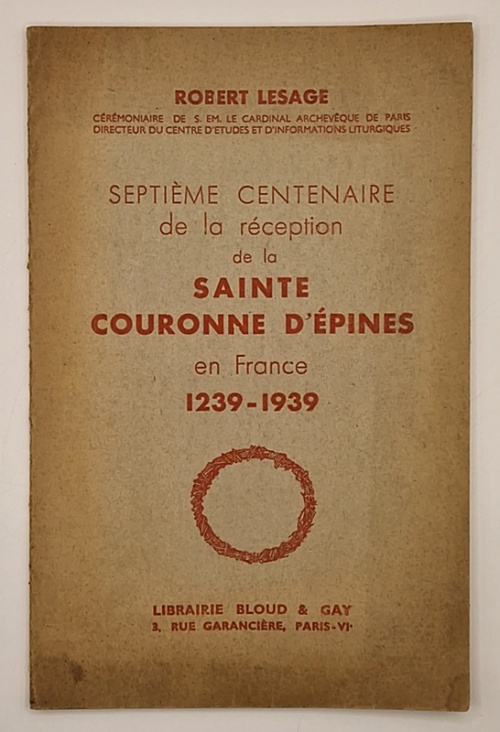 ROBERT LESAGE
CÉRÉMONIAIRE DE S. EM. LE CARDINAL ARCHEVÊQUE DE PARIS
DIRECTEUR DU CENTRE D'ETUDES ET D'INFORMATIONS LITURGIQUES
SEPTIÈME CENTENAIRE
de la réception
de la
SAINTE
COURONNE D'ÉPINES
en France
1239-1939
LIBRAIRIE BLOUD & GAY
3, RUE GARANCIÈRE, PARIS-VI·